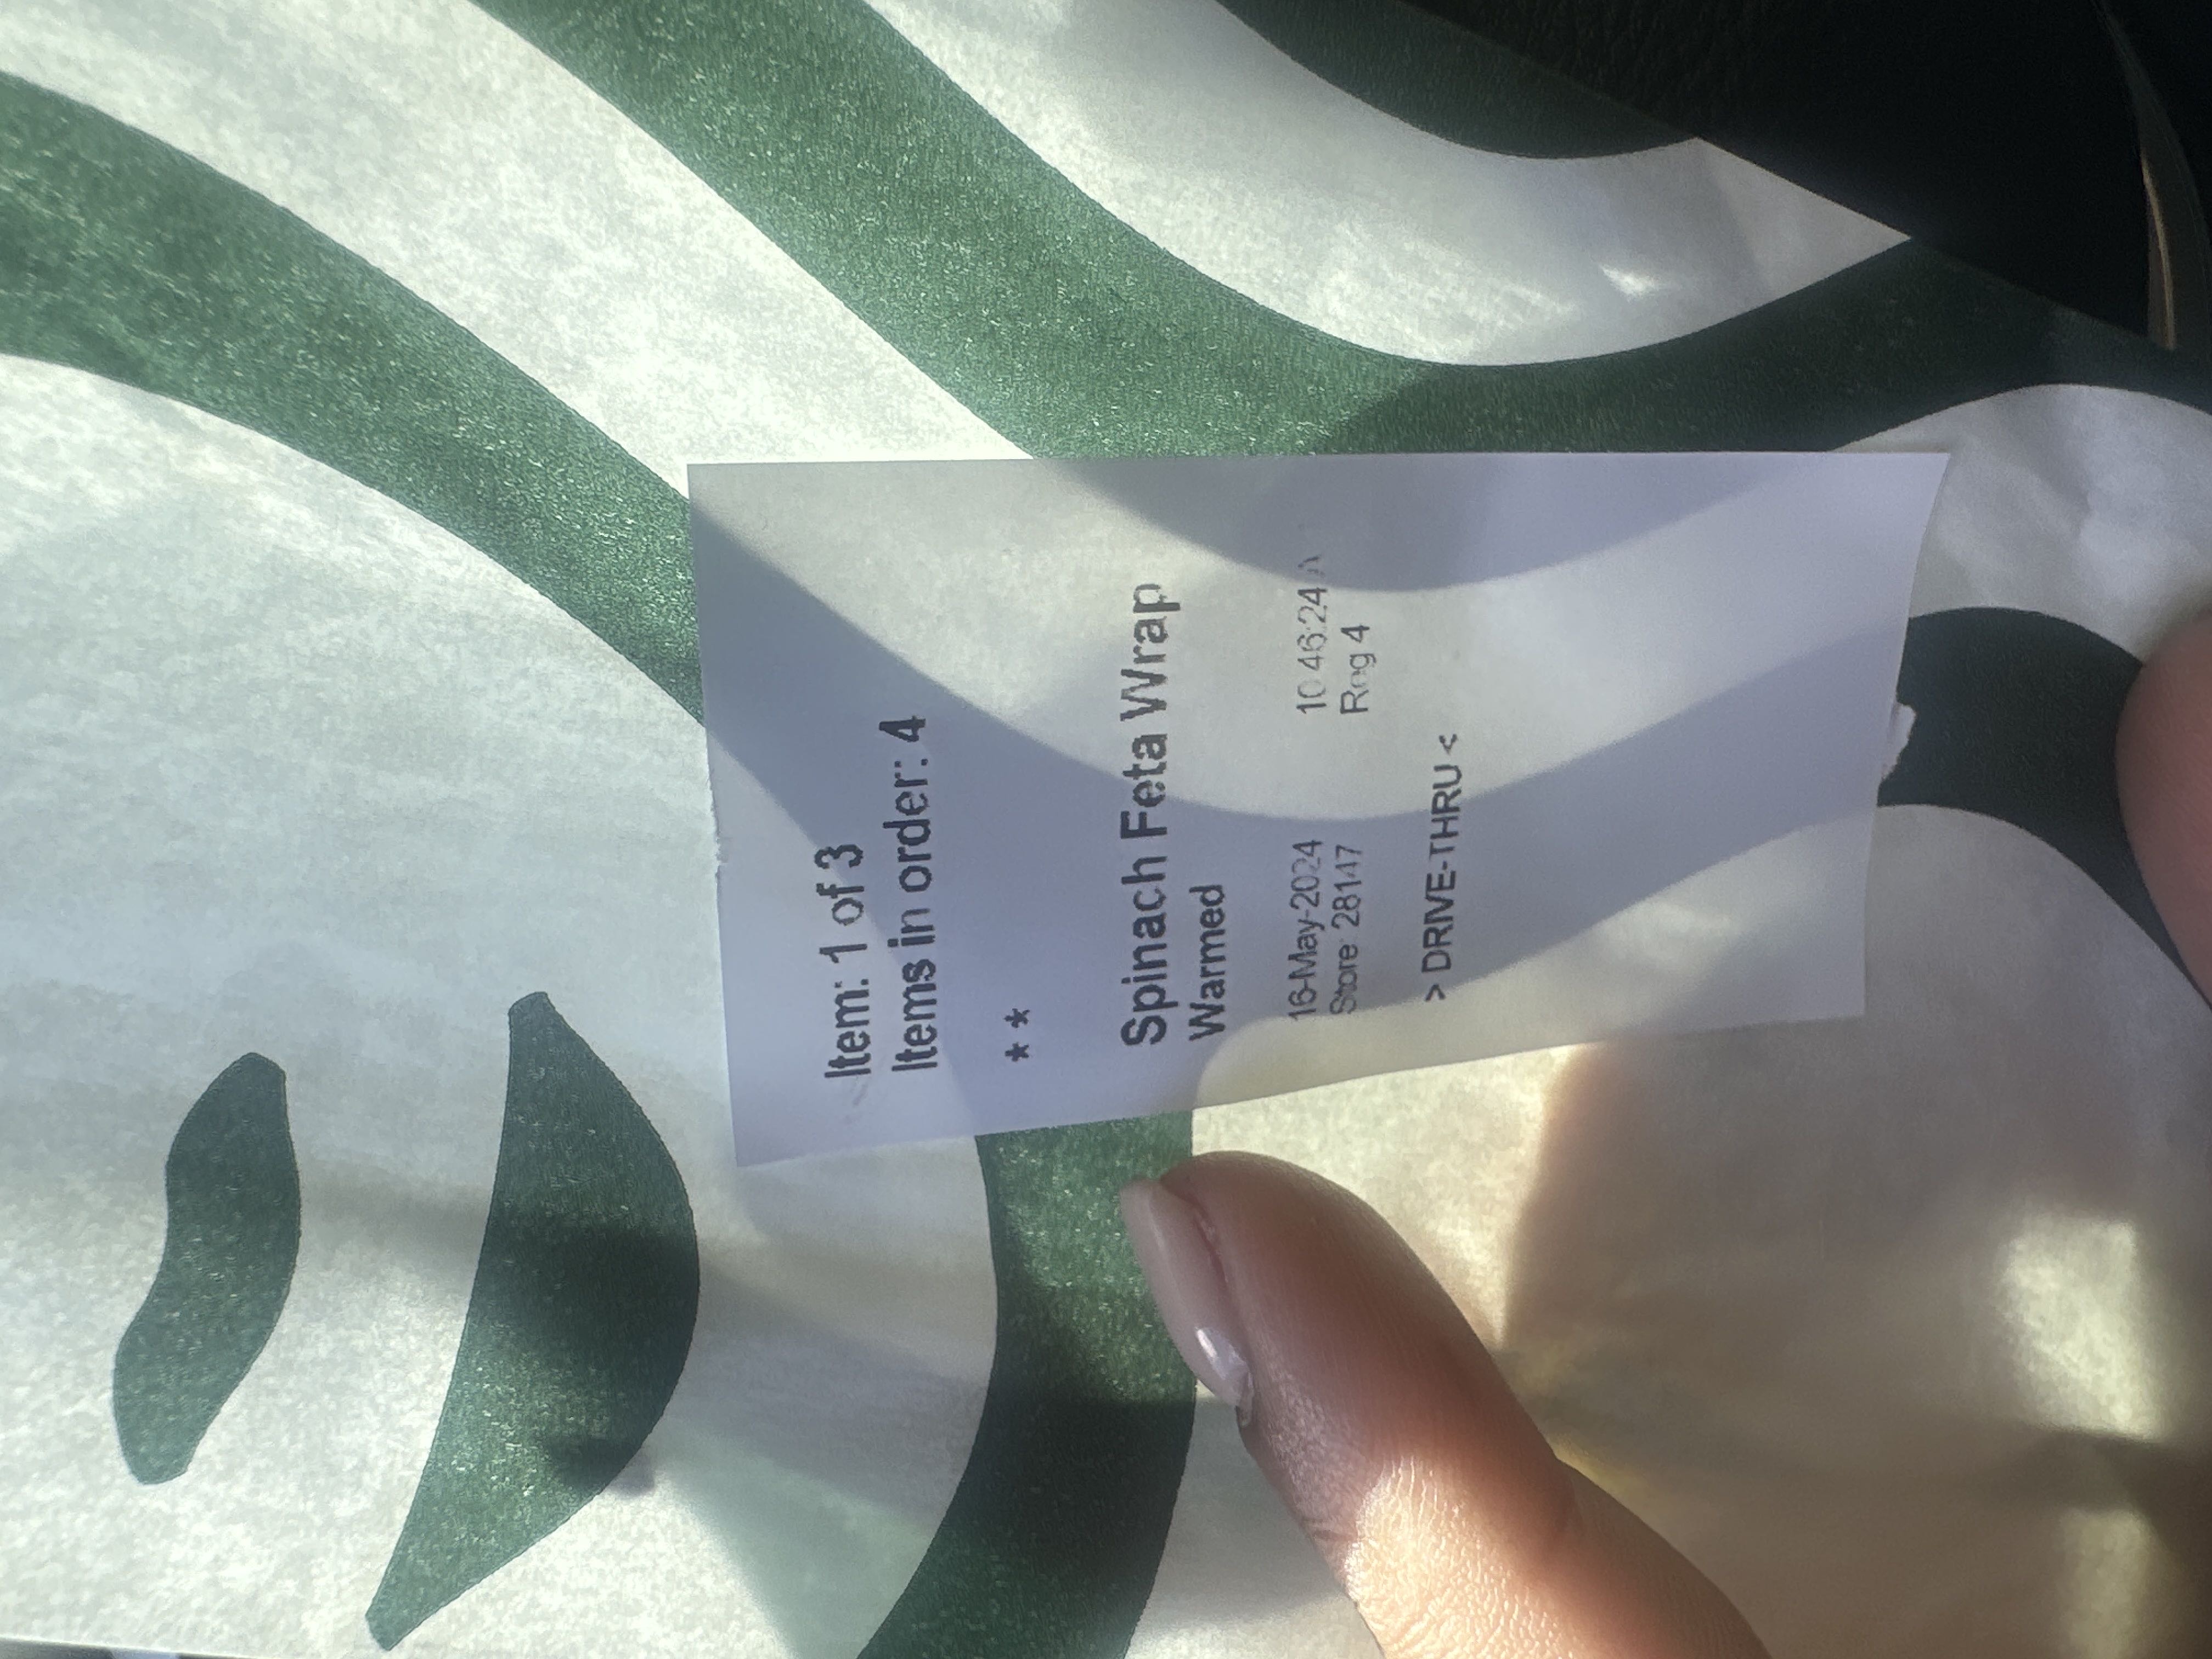 Item: 1 of 3
Items in order: 4
* *
Spinach Feta Wrap
Warmed
16-May-2024 10:46:24 A
Store: 28147 Reg 4
> DRIVE-THRU <